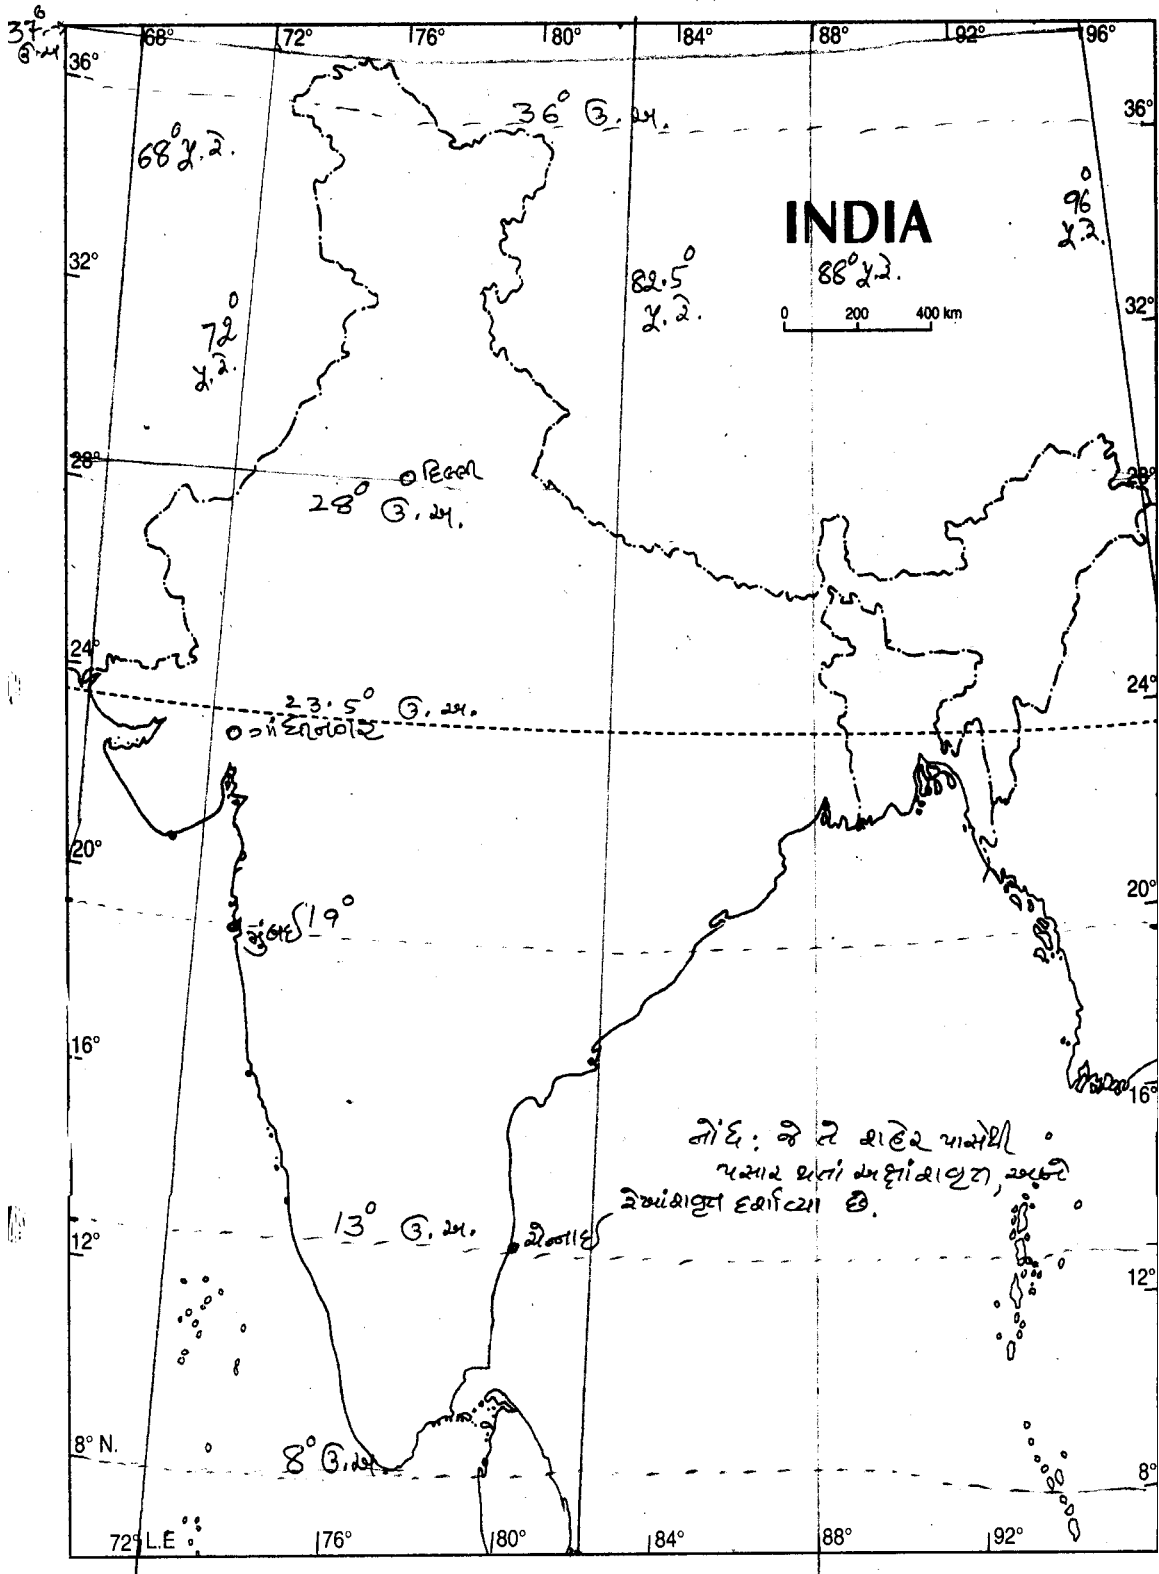 37°
ઉ.અ
68°
72°
76°
80°
84°
88°
92°
96°
36°
36° ઉ. અ.
36°
68° પૂ. રે.
96°
પૂ. રે.
INDIA
88° પૂ. રે.
82.5°
પૂ. રે.
0 200 400 km
32°
32°
72°
પૂ. રે.
28°
દિલ્લી
28° ઉ. અ.
28°
24°
24°
23.5° ઉ. અ.
ગાંધીનગર
20°
20°
મુંબઈ 19°
16°
16°
નોંધ: જે તે શહેર પાસેથી
પસાર થતાં અક્ષાંશવૃત્ત, અને
રેખાંશવૃત્ત દર્શાવ્યા છે.
13° ઉ. અ.
ચેન્નાઈ
12°
12°
8° N.
8° ઉ.અ
8°
72° L.E
76°
80°
84°
88°
92°